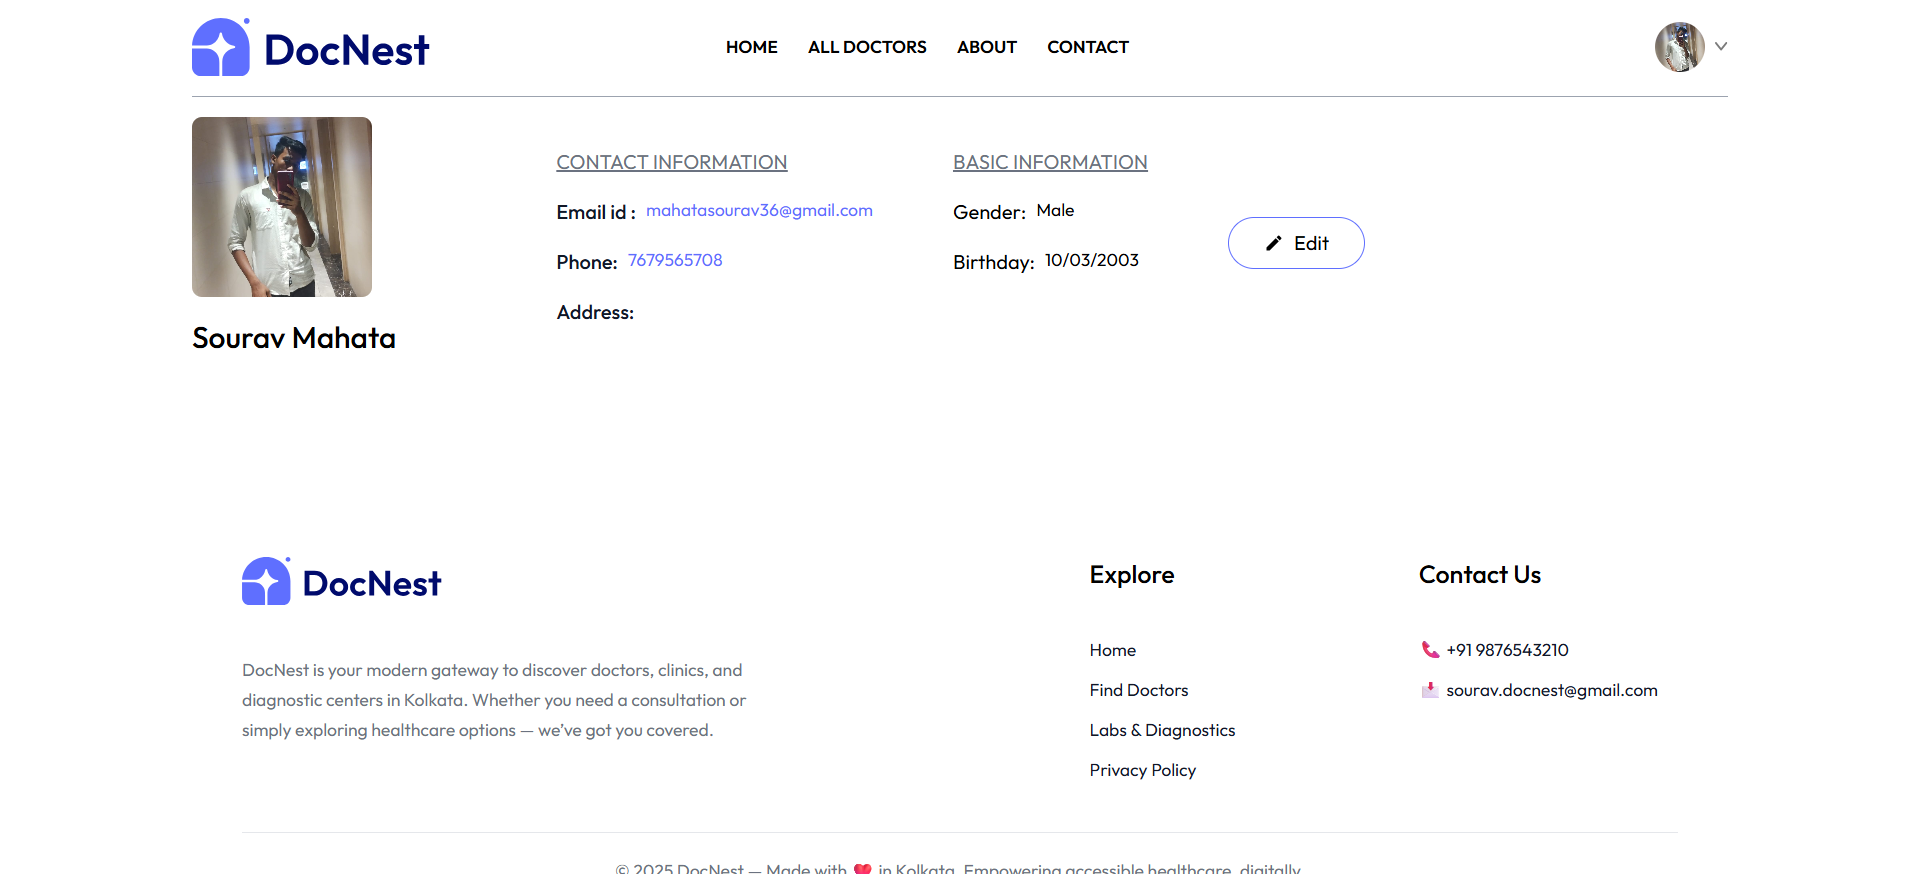 DocNest
HOME ALL DOCTORS ABOUT CONTACT
Sourav Mahata
CONTACT INFORMATION
Email id : mahatasourav36@gmail.com
Phone: 7679565708
Address:
BASIC INFORMATION
Gender: Male
Birthday: 10/03/2003
Edit
DocNest
DocNest is your modern gateway to discover doctors, clinics, and
diagnostic centers in Kolkata. Whether you need a consultation or
simply exploring healthcare options — we’ve got you covered.
Explore
Home
Find Doctors
Labs & Diagnostics
Privacy Policy
Contact Us
📞 +91 9876543210
📩 sourav.docnest@gmail.com
© 2025 DocNest — Made with ❤️ in Kolkata. Empowering accessible healthcare, digitally.